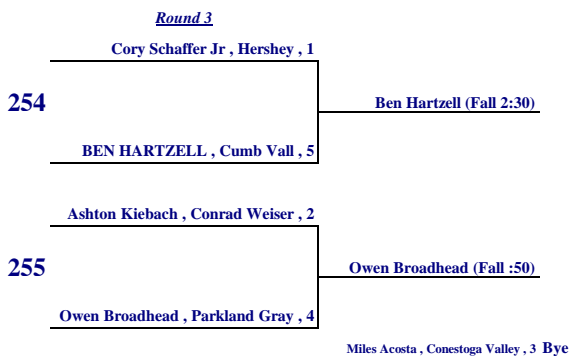 Round 3
Cory Schaffer Jr , Hershey , 1
254
Ben Hartzell (Fall 2:30)
BEN HARTZELL , Cumb Vall , 5
Ashton Kiebach , Conrad Weiser , 2
255
Owen Broadhead (Fall :50)
Owen Broadhead , Parkland Gray , 4
Miles Acosta , Conestoga Valley , 3 Bye